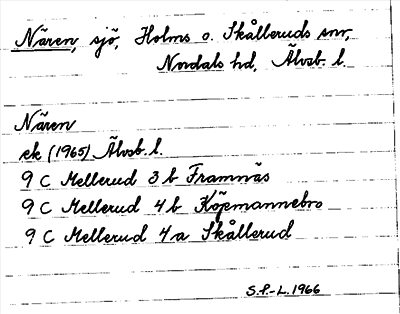 Nären, sjö, Holms o. Skålleruds snr,
Nordals hd, Älvsb. l.
Nären
ek (1965) Älvsb. l.
9 C Mellerud 3 b Framnäs
9 C Mellerud 4 b Köpmannebro
9 C Mellerud 4 a Skållerud
S.P.-L. 1966